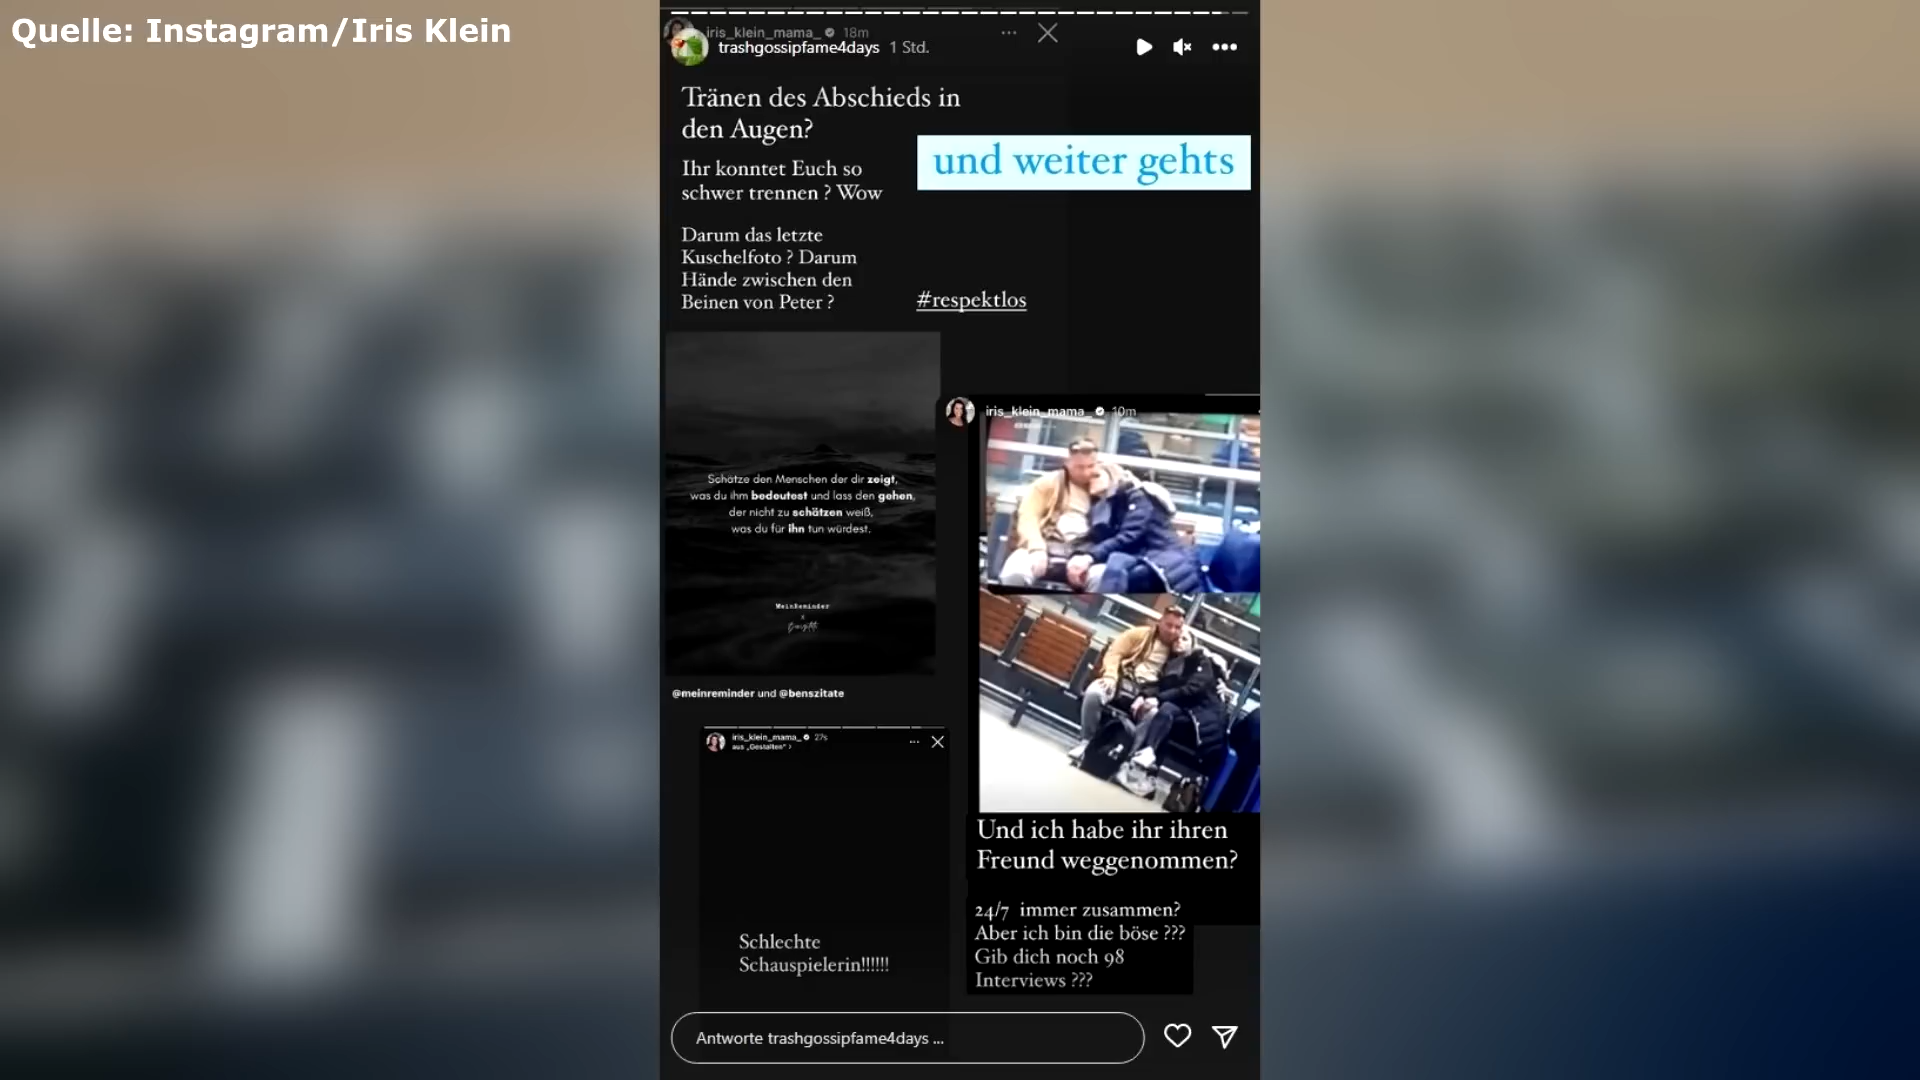 Quelle: Instagram/Iris Klein
iris_klein_mama_ 18m
trashgossipfame4days 1 Std.
Tränen des Abschieds in
den Augen?
und weiter gehts
Ihr konntet Euch so
schwer trennen ? Wow
Darum das letzte
Kuschelfoto ? Darum
Hände zwischen den
Beinen von Peter ?
#respektlos
Schätze den Menschen der dir zeigt,
was du ihm bedeutest und lass den gehen,
der nicht zu schätzen weiß,
was du für ihn tun würdest.
MeinReminder
x
@meinreminder und @benszitate
iris_klein_mama_ 27s
aus „Gestalten" >
Schlechte
Schauspielerin!!!!!!
iris_klein_mama_ 10m
Und ich habe ihr ihren
Freund weggenommen?
24/7 immer zusammen?
Aber ich bin die böse ???
Gib dich noch 98
Interviews ???
Antworte trashgossipfame4days ...